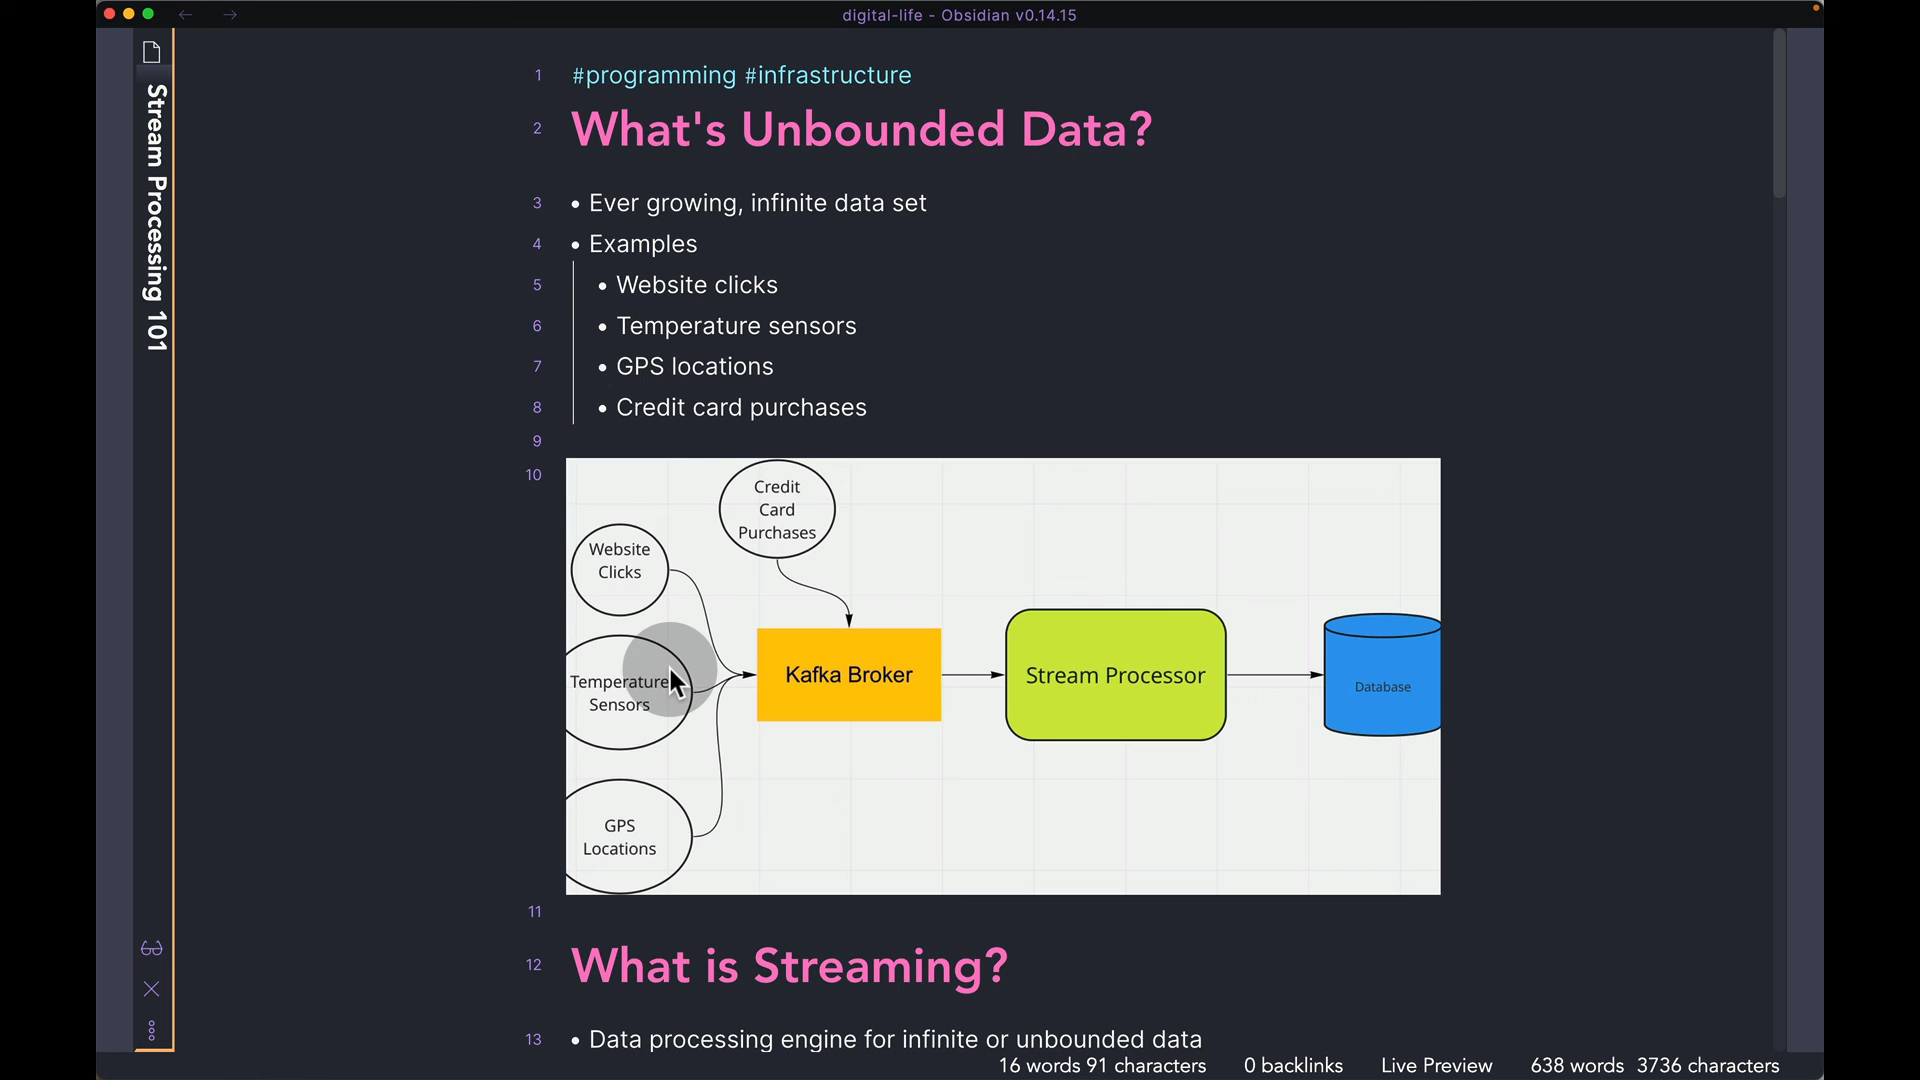 digital-life - Obsidian v0.14.15
Stream Processing 101
1 #programming #infrastructure
2 What's Unbounded Data?
3 • Ever growing, infinite data set
4 • Examples
5 • Website clicks
6 • Temperature sensors
7 • GPS locations
8 • Credit card purchases
9
10
Credit
Card
Purchases
Website
Clicks
Temperature
Sensors
GPS
Locations
Kafka Broker
Stream Processor
Database
11
12 What is Streaming?
13 • Data processing engine for infinite or unbounded data
16 words 91 characters 0 backlinks Live Preview 638 words 3736 characters